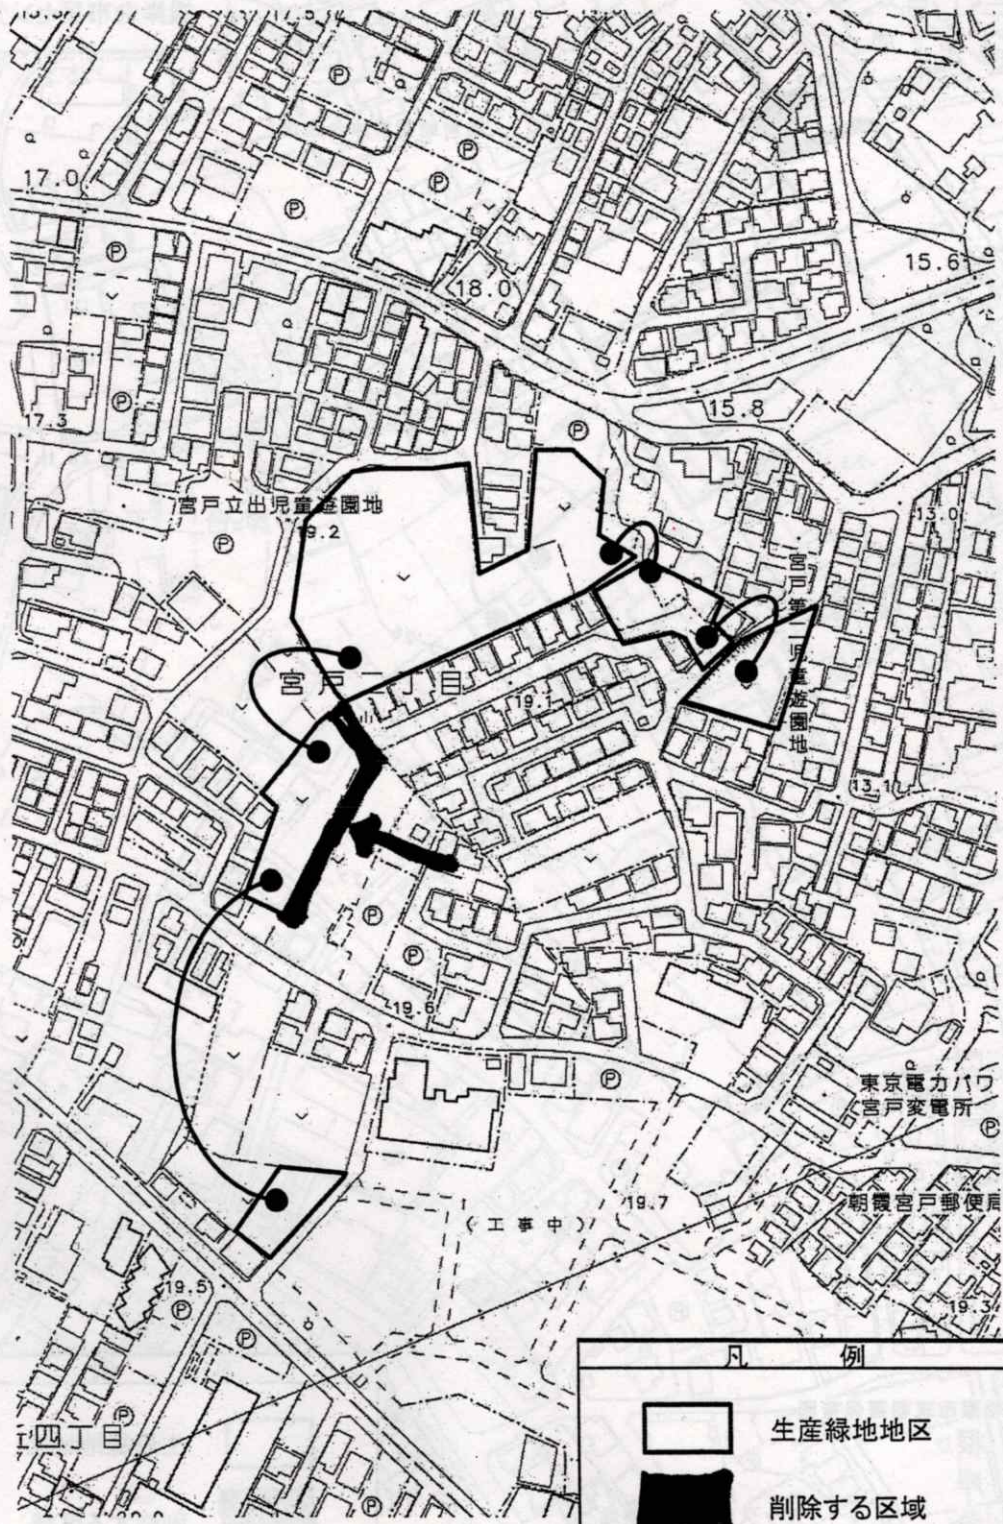 17.0
Ⓟ
Ⓟ
Ⓟ
Ⓟ
Ⓟ
15.6
18.0
Ⓟ
17.3
15.8
Ⓟ
宮戸立出児童遊園地
19.2
Ⓟ
13.0
宮戸二丁目
宮戸第二児童遊園地
19.1
13.1
Ⓟ
Ⓟ
19.6
Ⓟ
東京電力パワ
宮戸変電所
Ⓟ
19.7
朝霞宮戸郵便局
(工事中)
19.5
Ⓟ
Ⓟ
19.3
凡 例
生産緑地地区
削除する区域
四丁目
Ⓟ
Ⓟ